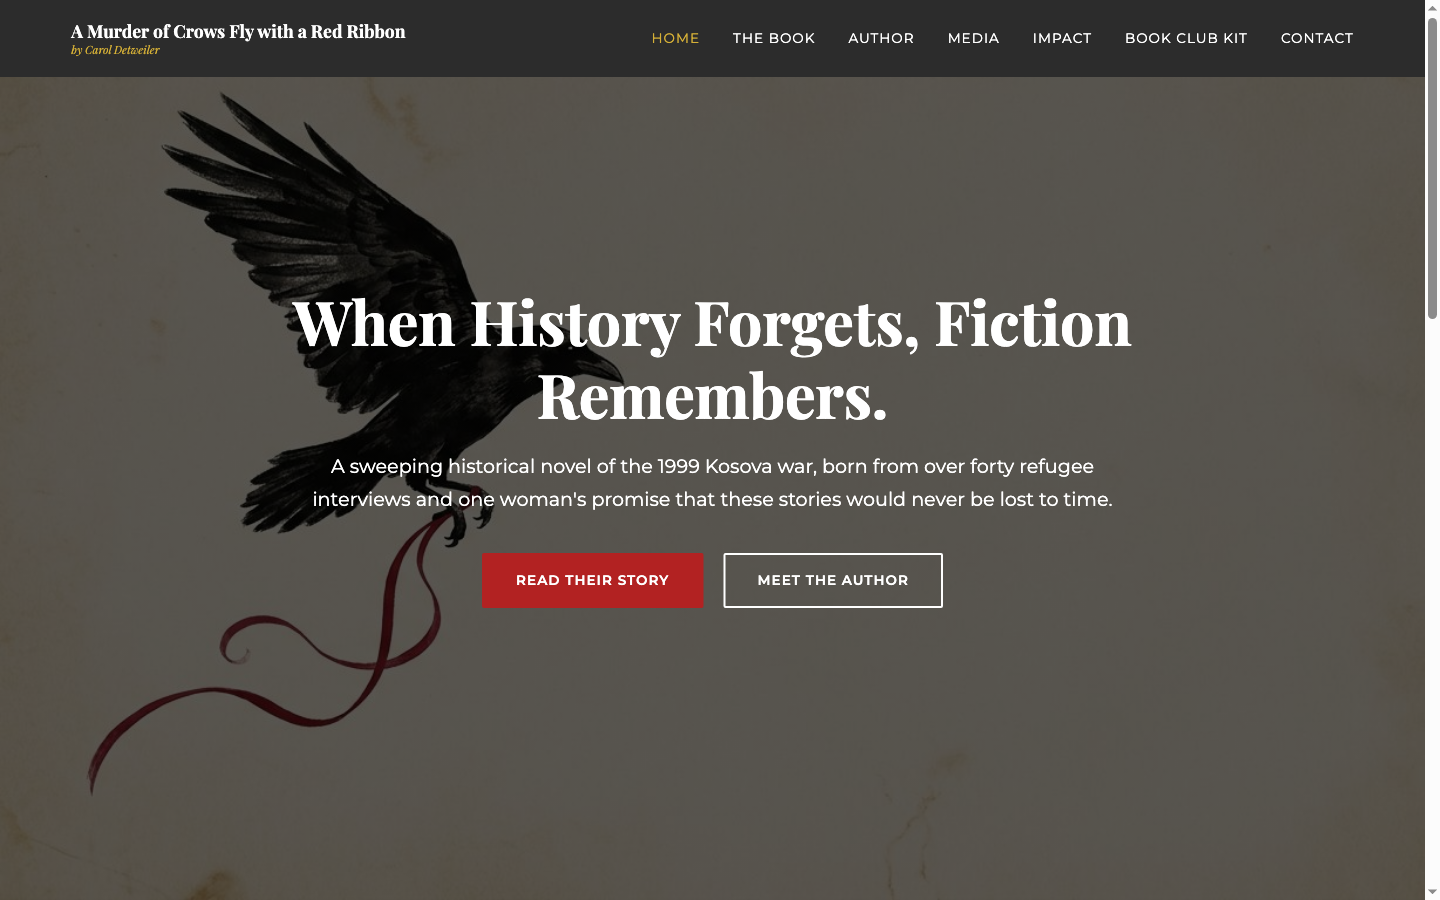 A Murder of Crows Fly with a Red Ribbon
by Carol Detweiler
HOME THE BOOK AUTHOR MEDIA IMPACT BOOK CLUB KIT CONTACT
When History Forgets, Fiction
Remembers.
A sweeping historical novel of the 1999 Kosova war, born from over forty refugee
interviews and one woman's promise that these stories would never be lost to time.
READ THEIR STORY MEET THE AUTHOR